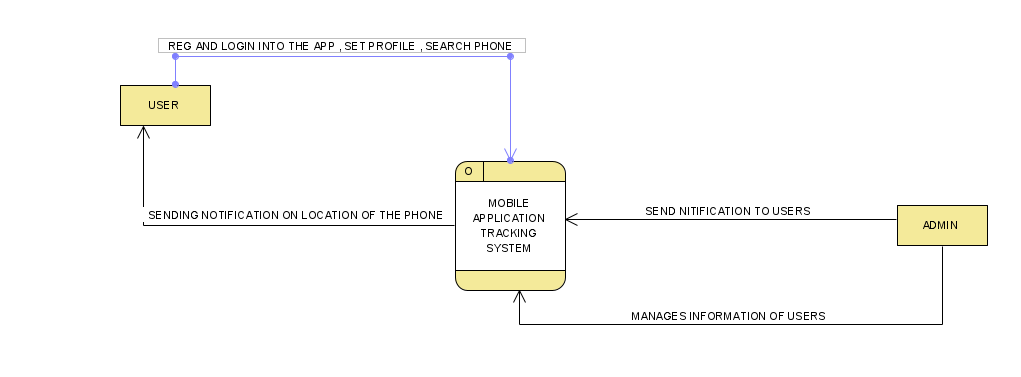 REG AND LOGIN INTO THE APP , SET PROFILE , SEARCH PHONE
USER
O
MOBILE
APPLICATION
TRACKING
SYSTEM
SENDING NOTIFICATION ON LOCATION OF THE PHONE
SEND NITIFICATION TO USERS
ADMIN
MANAGES INFORMATION OF USERS